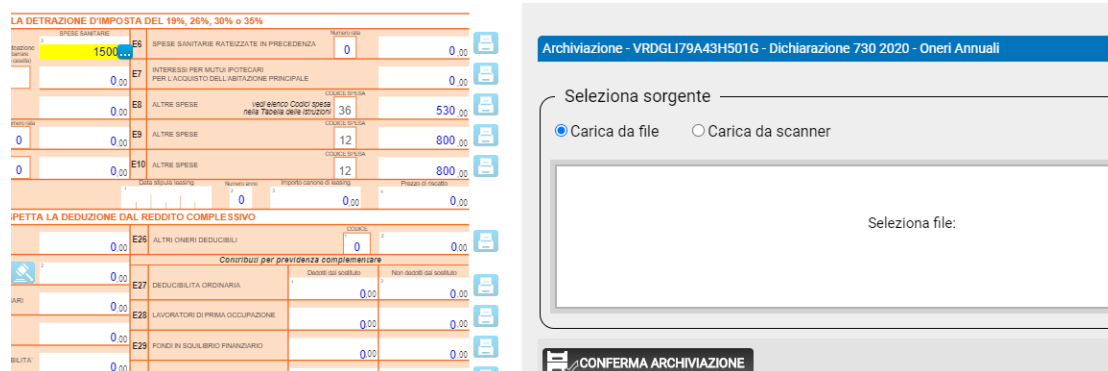 LA DETRAZIONE D'IMPOSTA DEL 19%, 26%, 30% o 35%
SPESE SANITARIE
1500...
E6 SPESE SANITARIE RATEIZZATE IN PRECEDENZA
Numero rata
0
0,00
0,00
E7 INTERESSI PER MUTUI IPOTECARI
PER L'ACQUISTO DELL'ABITAZIONE PRINCIPALE
0,00
0,00
E8 ALTRE SPESE
vedi elenco Codici spesa
nella Tabella delle istruzioni
CODICE SPESA
36
530,00
0
0,00
E9 ALTRE SPESE
CODICE SPESA
12
800,00
0
0,00
E10 ALTRE SPESE
CODICE SPESA
12
800,00
Data stipula leasing
Numero anno
0
Importo canone di leasing
0,00
Prezzo di riscatto
0,00
SPETTA LA DEDUZIONE DAL REDDITO COMPLESSIVO
0,00
E26 ALTRI ONERI DEDUCIBILI
CODICE
0
0,00
Contributi per previdenza complementare
Dedotti dal sostituto
Non dedotti dal sostituto
0,00
E27 DEDUCIBILITA ORDINARIA
0,00
0,00
0,00
E28 LAVORATORI DI PRIMA OCCUPAZIONE
0,00
0,00
0,00
E29 FONDI IN SQUILIBRIO FINANZIARIO
0,00
0,00
0,00
Archiviazione - VRDGLI79A43H501G - Dichiarazione 730 2020 - Oneri Annuali
Seleziona sorgente
Carica da file
Carica da scanner
Seleziona file:
CONFERMA ARCHIVIAZIONE